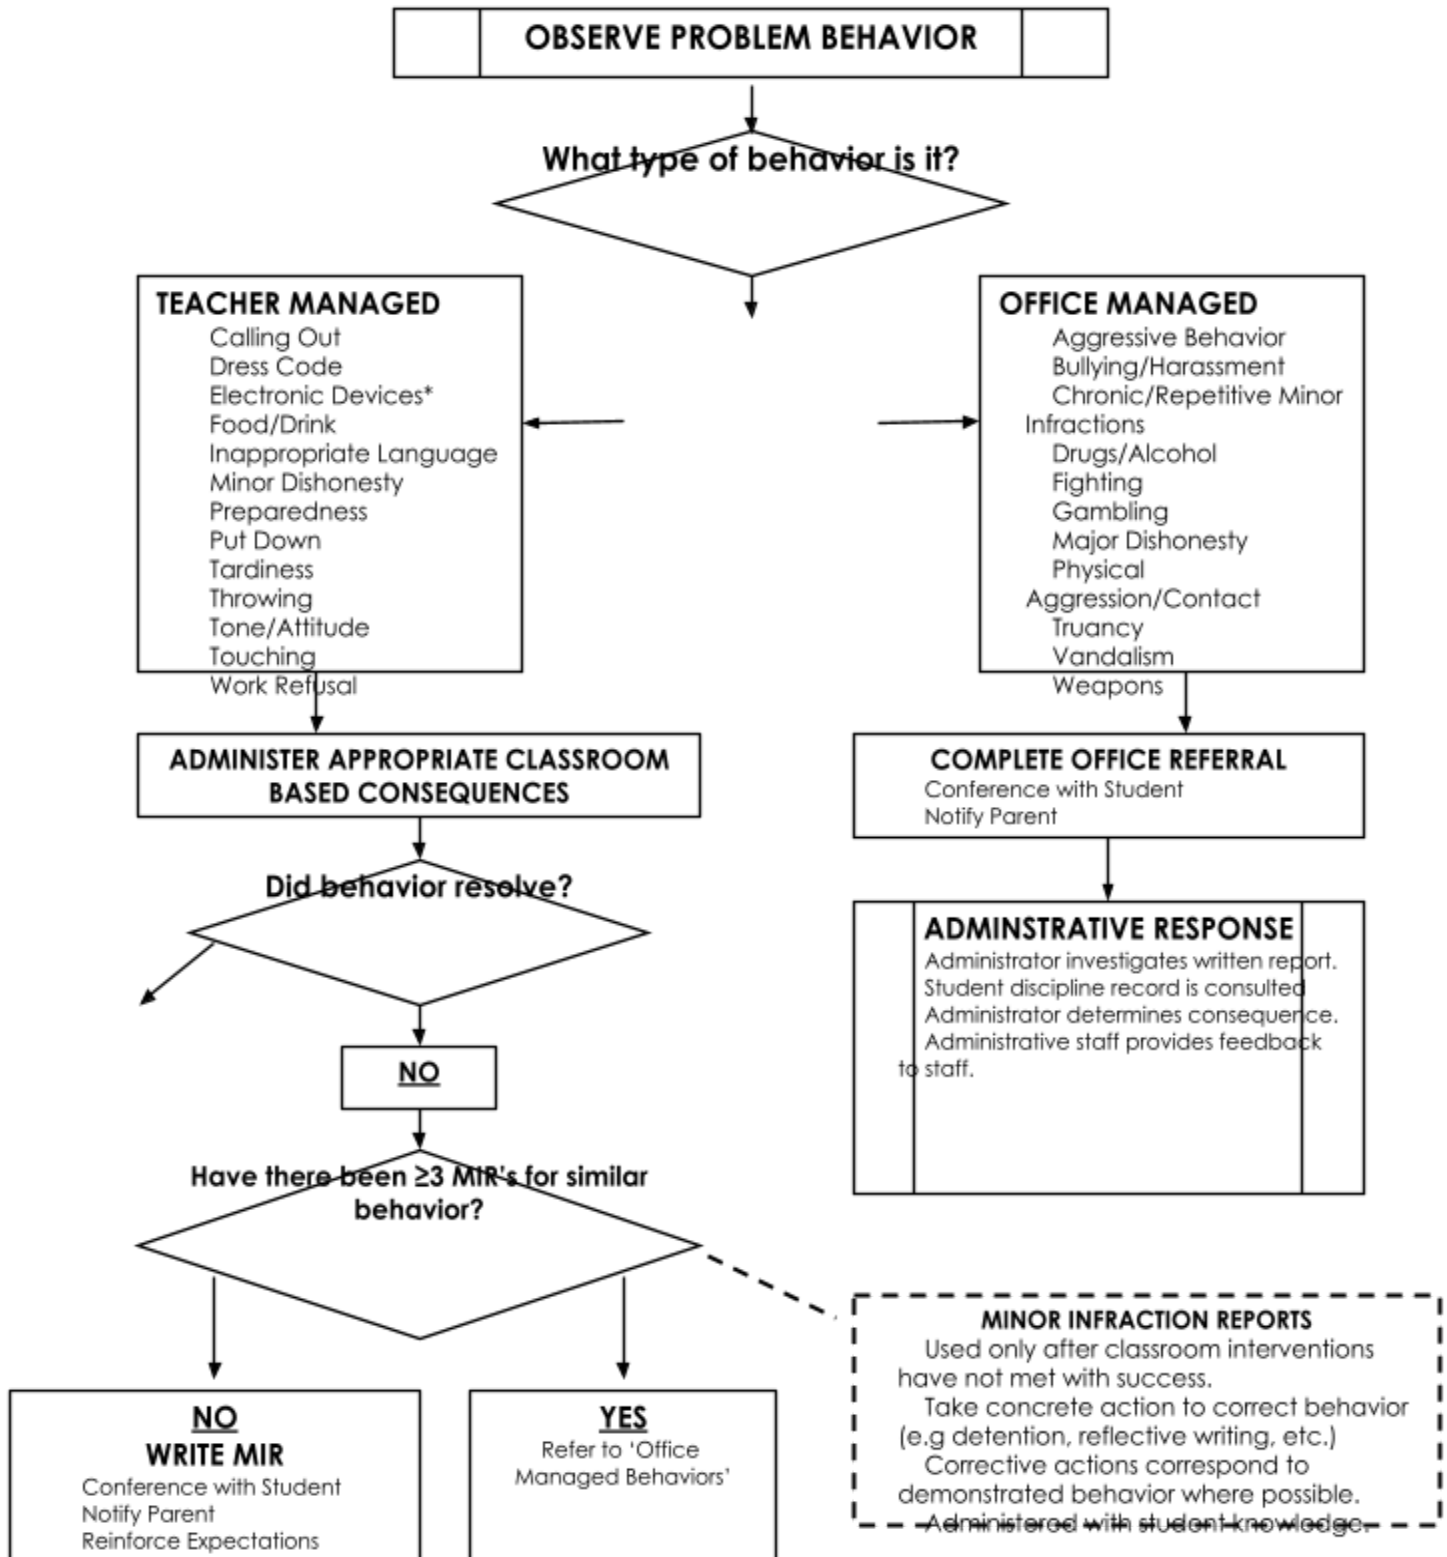 OBSERVE PROBLEM BEHAVIOR
What type of behavior is it?
TEACHER MANAGED
Calling Out
Dress Code
Electronic Devices*
Food/Drink
Inappropriate Language
Minor Dishonesty
Preparedness
Put Down
Tardiness
Throwing
Tone/Attitude
Touching
Work Refusal
OFFICE MANAGED
Aggressive Behavior
Bullying/Harassment
Chronic/Repetitive Minor
Infractions
Drugs/Alcohol
Fighting
Gambling
Major Dishonesty
Physical
Aggression/Contact
Truancy
Vandalism
Weapons
ADMINISTER APPROPRIATE CLASSROOM
BASED CONSEQUENCES
COMPLETE OFFICE REFERRAL
Conference with Student
Notify Parent
Did behavior resolve?
ADMINSTRATIVE RESPONSE
Administrator investigates written report.
Student discipline record is consulted
Administrator determines consequence.
Administrative staff provides feedback
to staff.
NO
Have there been ≥3 MIR's for similar
behavior?
MINOR INFRACTION REPORTS
Used only after classroom interventions
have not met with success.
Take concrete action to correct behavior
(e.g detention, reflective writing, etc.)
Corrective actions correspond to
demonstrated behavior where possible.
Administered with student knowledge.
NO
WRITE MIR
Conference with Student
Notify Parent
Reinforce Expectations
YES
Refer to ‘Office
Managed Behaviors’